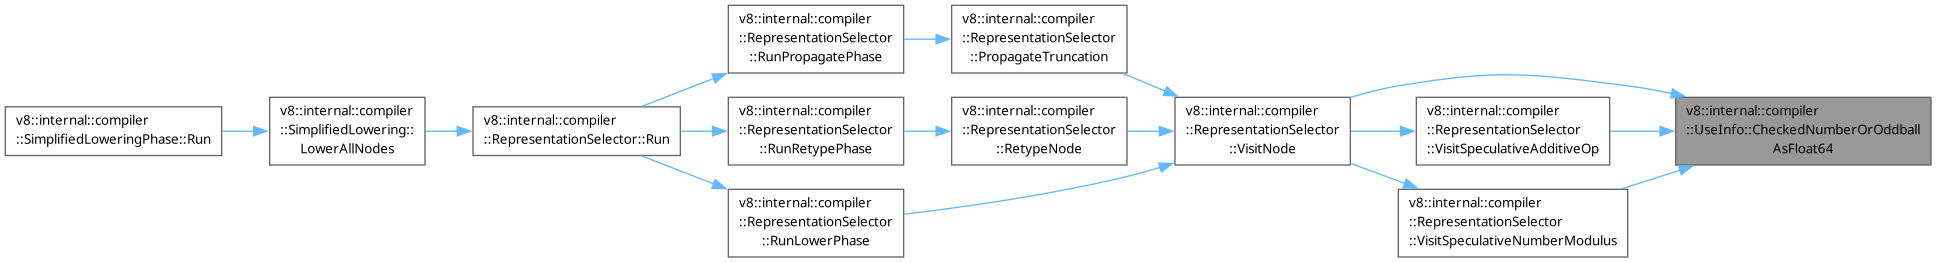 v8::internal::compiler
::SimplifiedLoweringPhase::Run
v8::internal::compiler
::SimplifiedLowering::
LowerAllNodes
v8::internal::compiler
::RepresentationSelector::Run
v8::internal::compiler
::RepresentationSelector
::RunPropagatePhase
v8::internal::compiler
::RepresentationSelector
::RunRetypePhase
v8::internal::compiler
::RepresentationSelector
::RunLowerPhase
v8::internal::compiler
::RepresentationSelector
::PropagateTruncation
v8::internal::compiler
::RepresentationSelector
::RetypeNode
v8::internal::compiler
::RepresentationSelector
::VisitNode
v8::internal::compiler
::RepresentationSelector
::VisitSpeculativeAdditiveOp
v8::internal::compiler
::RepresentationSelector
::VisitSpeculativeNumberModulus
v8::internal::compiler
::UseInfo::CheckedNumberOrOddball
AsFloat64